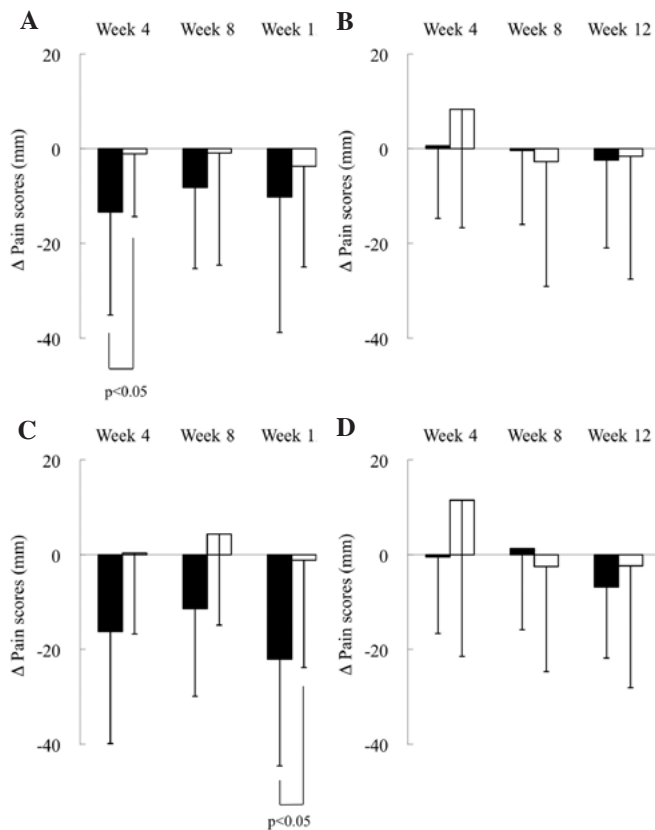 A
Week 4 Week 8 Week 1
20
0
-20
-40
Δ Pain scores (mm)
p<0.05
B
Week 4 Week 8 Week 12
20
0
-20
-40
Δ Pain scores (mm)
C
Week 4 Week 8 Week 1
20
0
-20
-40
Δ Pain scores (mm)
p<0.05
D
Week 4 Week 8 Week 12
20
0
-20
-40
Δ Pain scores (mm)